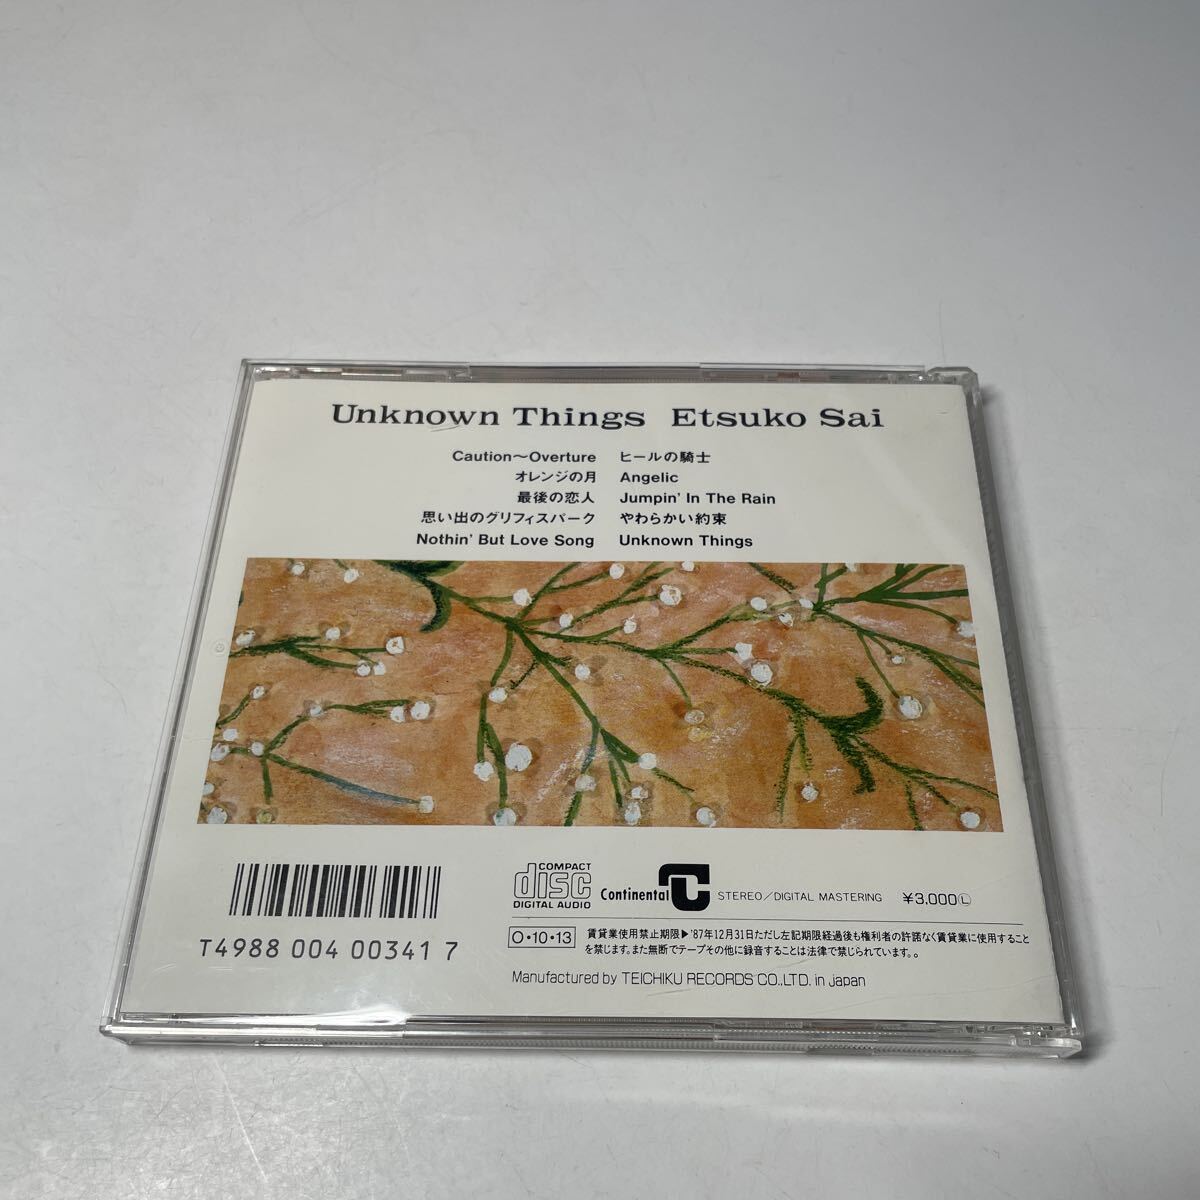 Unknown Things Etsuko Sai
Caution〜Overture
オレンジの月
最後の恋人
思い出のグリフィスパーク
Nothin' But Love Song
ヒールの騎士
Angelic
Jumpin' In The Rain
やわらかい約束
Unknown Things
T4988 004 00341 7
COMPACT
disc
DIGITAL AUDIO
Continental
STEREO/DIGITAL MASTERING
¥3,000Ⓛ
O•10•13
賃貸業使用禁止期限▶'87年12月31日ただし左記期限経過後も権利者の許諾なく賃貸業に使用すること
を禁じます。また無断でテープその他に録音することは法律で禁じられています。。
Manufactured by TEICHIKU RECORDS CO.,LTD. in Japan